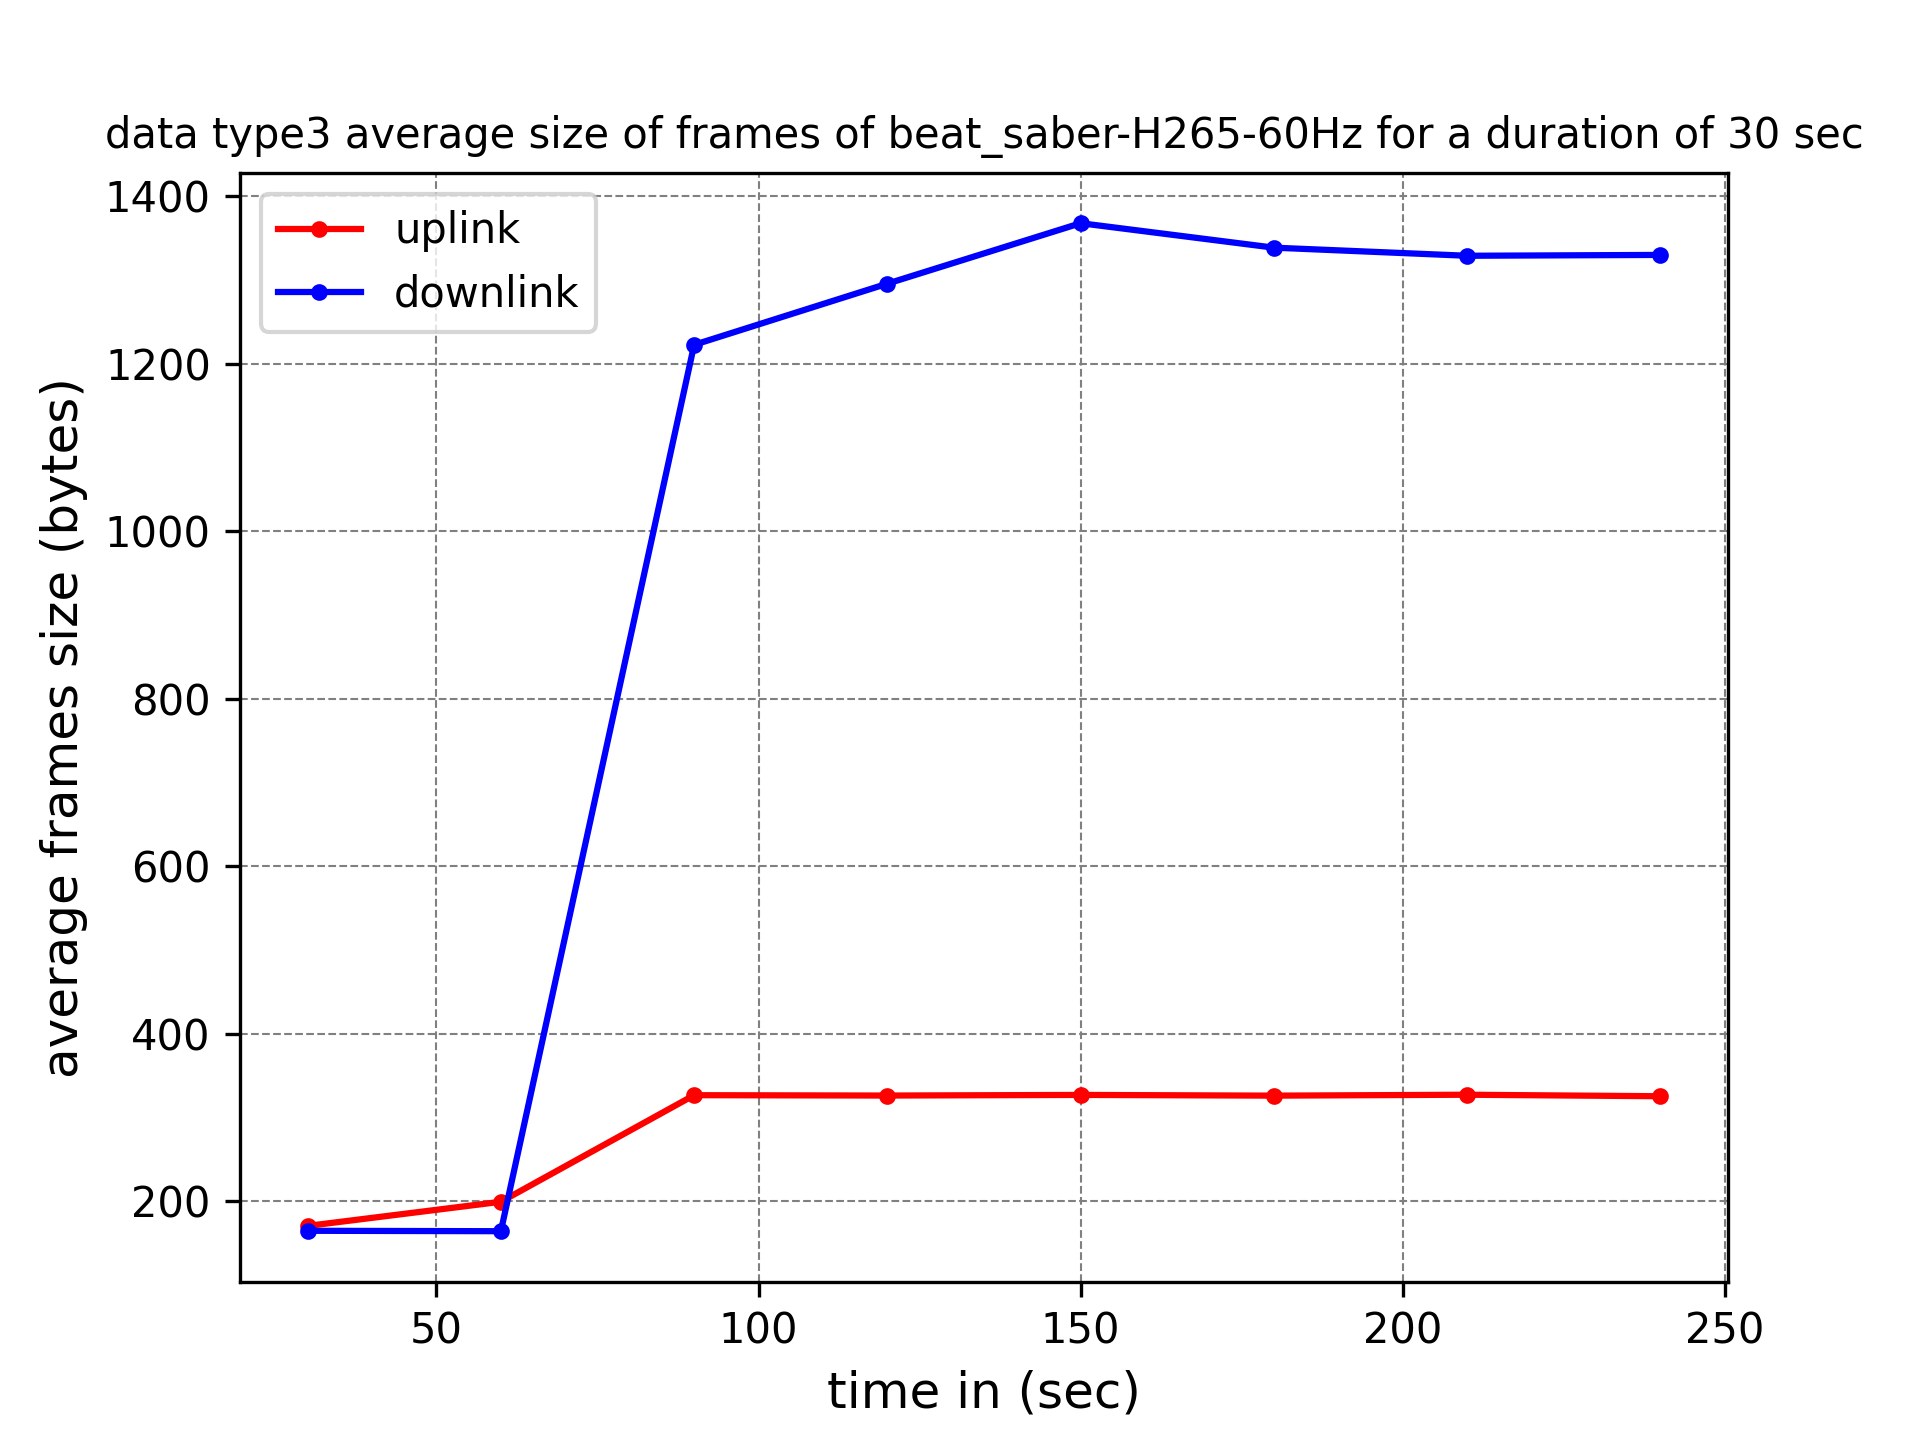 data type3 average size of frames of beat_saber-H265-60Hz for a duration of 30 sec
1400
1200
1000
800
600
400
200
average frames size (bytes)
uplink
downlink
50 100 150 200 250
time in (sec)